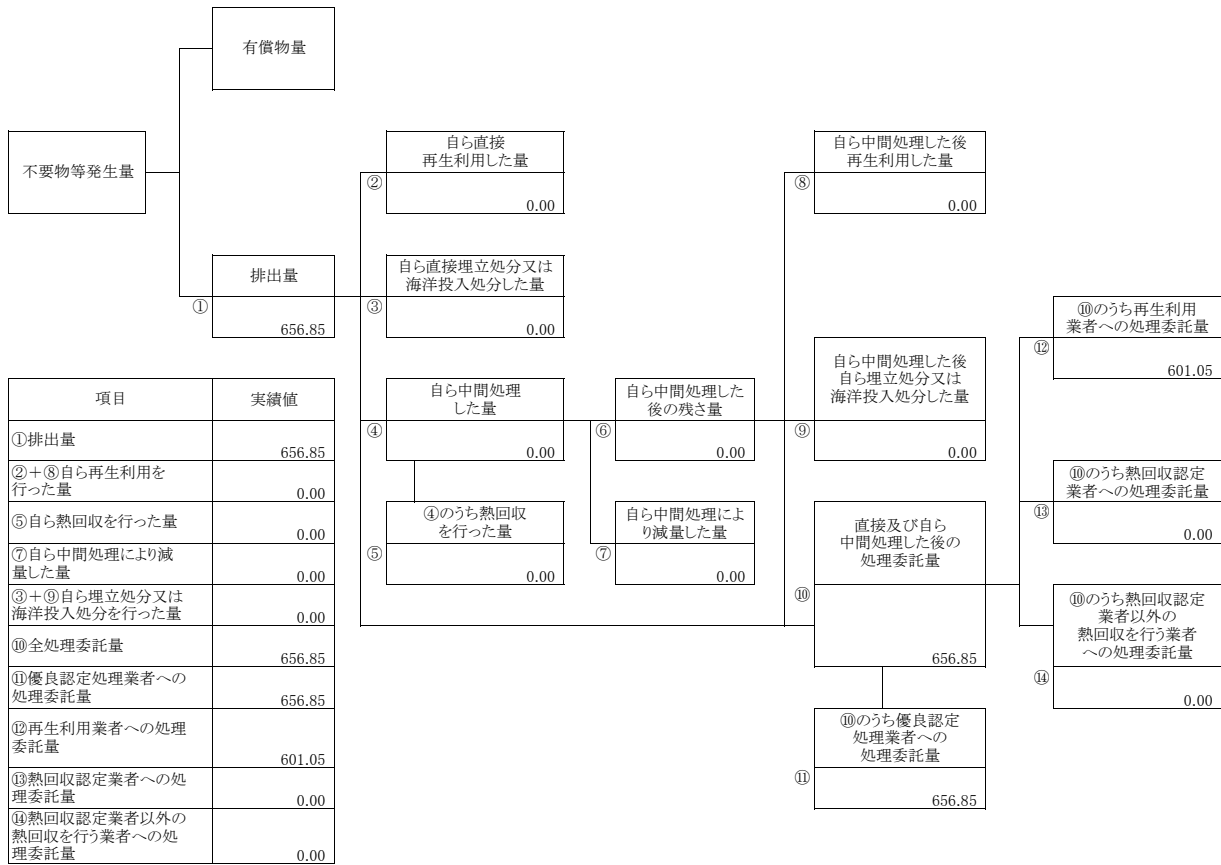 有償物量
不要物等発生量
自ら直接
再生利用した量
②
0.00
自ら中間処理した後
再生利用した量
⑧
0.00
排出量
①
656.85
自ら直接埋立処分又は
海洋投入処分した量
③
0.00
⑩のうち再生利用
業者への処理委託量
⑫
601.05
自ら中間処理
した量
④
0.00
自ら中間処理した
後の残さ量
⑥
0.00
自ら中間処理した後
自ら埋立処分又は
海洋投入処分した量
⑨
0.00
⑩のうち熱回収認定
業者への処理委託量
⑬
0.00
④のうち熱回収
を行った量
⑤
0.00
自ら中間処理によ
り減量した量
⑦
0.00
直接及び自ら
中間処理した後の
処理委託量
⑩
656.85
⑩のうち熱回収認定
業者以外の
熱回収を行う業者
への処理委託量
⑭
0.00
⑩のうち優良認定
処理業者への
処理委託量
⑪
656.85
項目 実績値
①排出量 656.85
②＋⑧自ら再生利用を
行った量 0.00
⑤自ら熱回収を行った量 0.00
⑦自ら中間処理により減
量した量 0.00
③＋⑨自ら埋立処分又は
海洋投入処分を行った量 0.00
⑩全処理委託量 656.85
⑪優良認定処理業者への
処理委託量 656.85
⑫再生利用業者への処理
委託量
601.05
⑬熱回収認定業者への処
理委託量 0.00
⑭熱回収認定業者以外の
熱回収を行う業者への処
理委託量 0.00